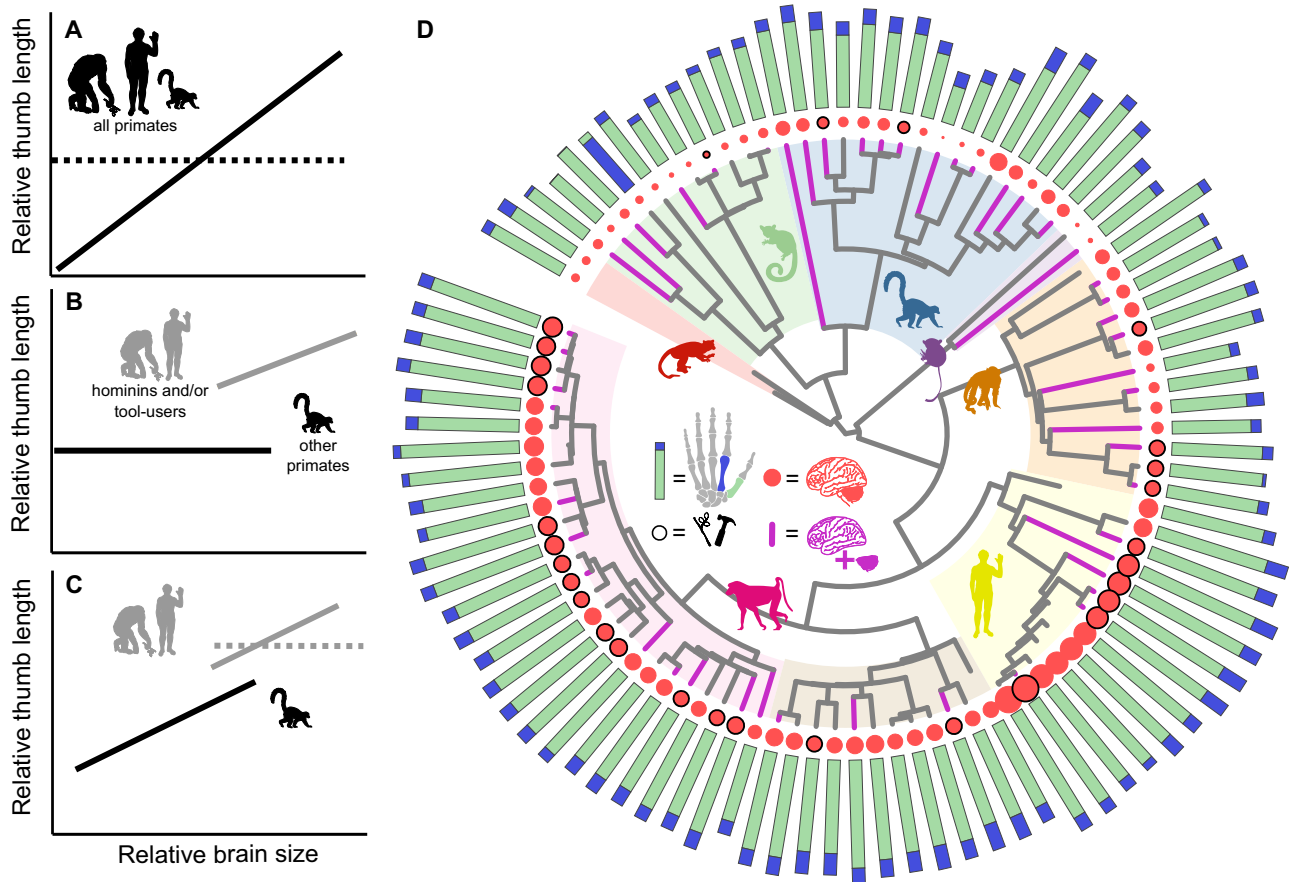 A
Relative thumb length
all primates
B
Relative thumb length
hominins and/or
tool-users
other
primates
C
Relative thumb length
Relative brain size
D
=
=
=
=
+